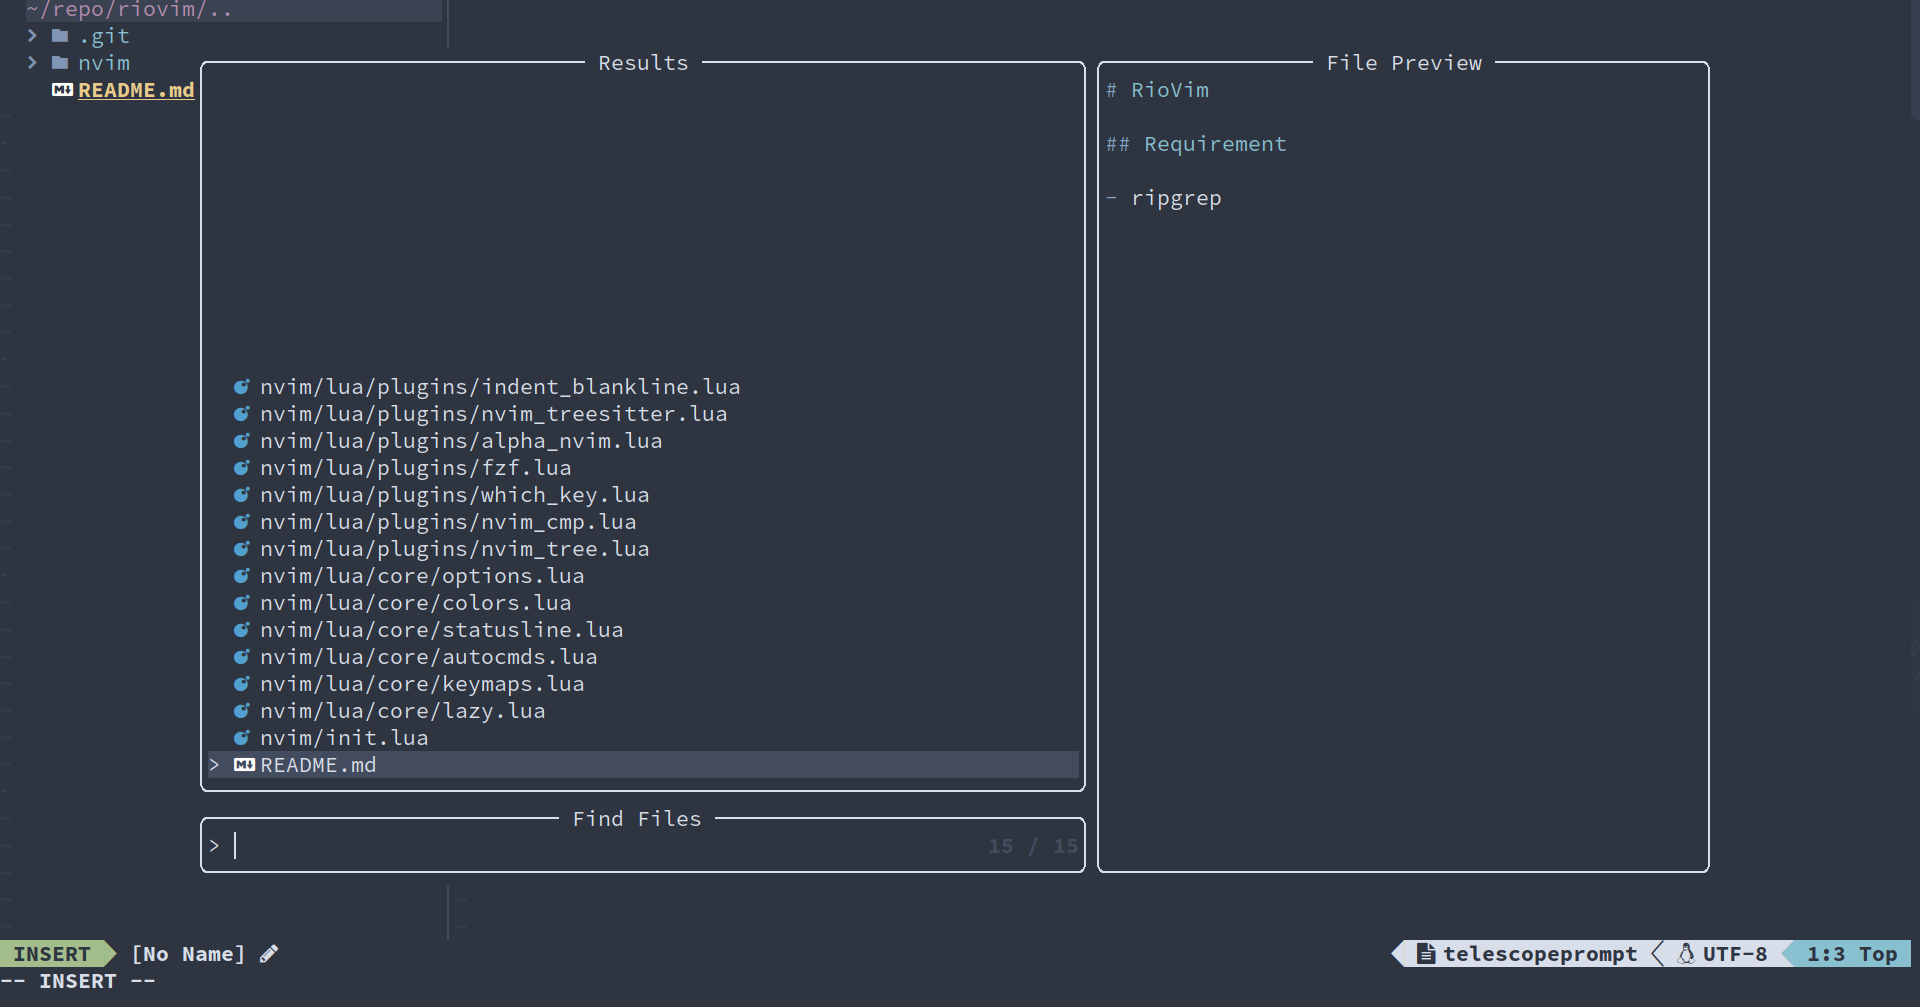 ~/repo/riovim/..
> .git
> nvim
README.md
Results
nvim/lua/plugins/indent_blankline.lua
nvim/lua/plugins/nvim_treesitter.lua
nvim/lua/plugins/alpha_nvim.lua
nvim/lua/plugins/fzf.lua
nvim/lua/plugins/which_key.lua
nvim/lua/plugins/nvim_cmp.lua
nvim/lua/plugins/nvim_tree.lua
nvim/lua/core/options.lua
nvim/lua/core/colors.lua
nvim/lua/core/statusline.lua
nvim/lua/core/autocmds.lua
nvim/lua/core/keymaps.lua
nvim/lua/core/lazy.lua
nvim/init.lua
> README.md
Find Files
> 15 / 15
File Preview
# RioVim
## Requirement
- ripgrep
INSERT [No Name] telescopeprompt UTF-8 1:3 Top
-- INSERT --